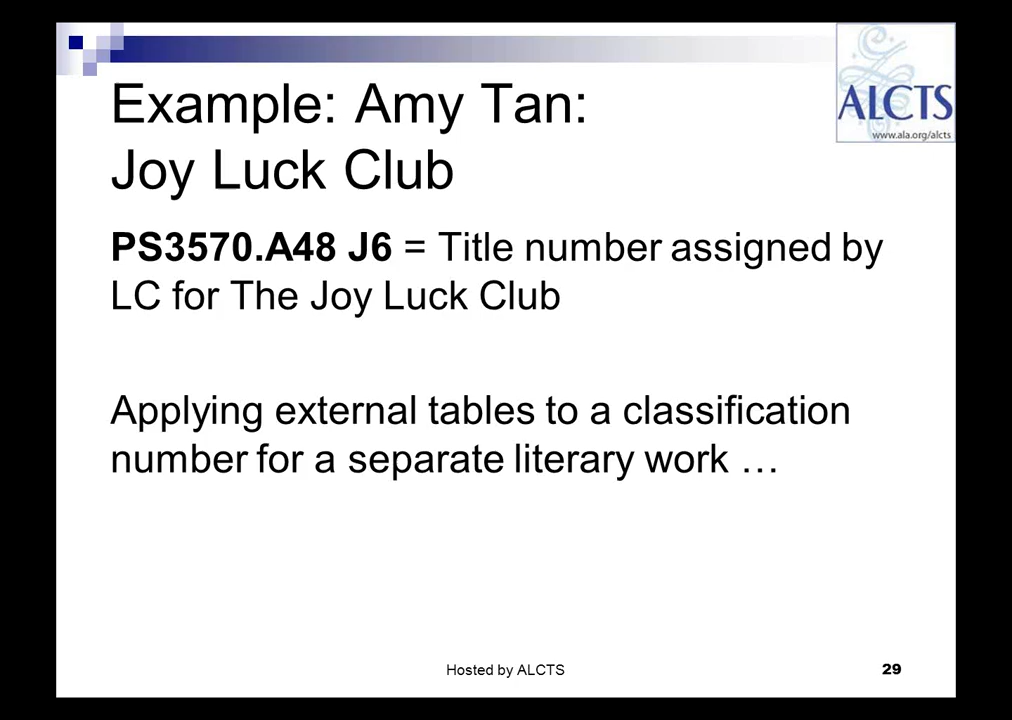 ALCTS
www.ala.org/alcts
Example: Amy Tan:
Joy Luck Club
PS3570.A48 J6 = Title number assigned by
LC for The Joy Luck Club
Applying external tables to a classification
number for a separate literary work …
Hosted by ALCTS
29